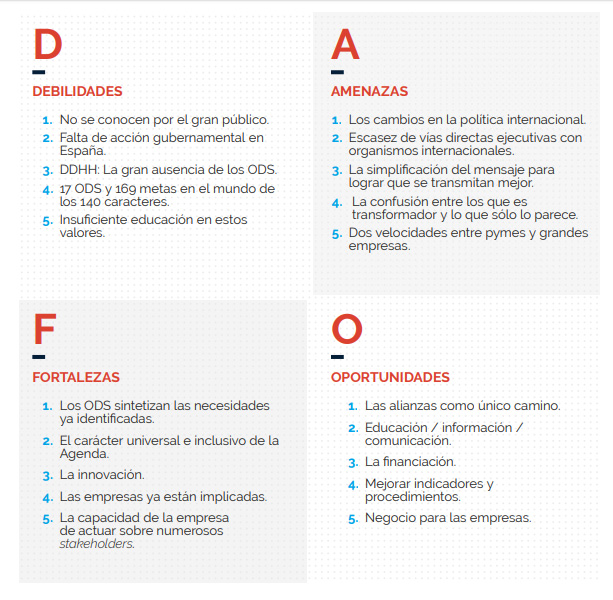 D
DEBILIDADES
1. No se conocen por el gran público.
2. Falta de acción gubernamental en
España.
3. DDHH: La gran ausencia de los ODS.
4. 17 ODS y 169 metas en el mundo de
los 140 caracteres.
5. Insuficiente educación en estos
valores.
A
AMENAZAS
1. Los cambios en la política internacional.
2. Escasez de vías directas ejecutivas con
organismos internacionales.
3. La simplificación del mensaje para
lograr que se transmitan mejor.
4. La confusión entre los que es
transformador y lo que sólo lo parece.
5. Dos velocidades entre pymes y grandes
empresas.
F
FORTALEZAS
1. Los ODS sintetizan las necesidades
ya identificadas.
2. El carácter universal e inclusivo de la
Agenda.
3. La innovación.
4. Las empresas ya están implicadas.
5. La capacidad de la empresa
de actuar sobre numerosos
stakeholders.
O
OPORTUNIDADES
1. Las alianzas como único camino.
2. Educación / información /
comunicación.
3. La financiación.
4. Mejorar indicadores y
procedimientos.
5. Negocio para las empresas.